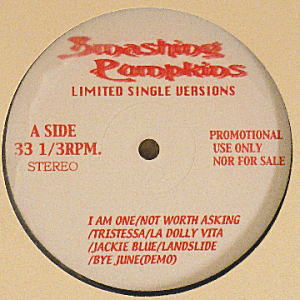 Smashing
Pumpkins
LIMITED SINGLE VERSIONS
A SIDE
33 1/3RPM.
STEREO
PROMOTIONAL
USE ONLY
NOR FOR SALE
I AM ONE/NOT WORTH ASKING
/TRISTESSA/LA DOLLY VITA
/JACKIE BLUE/LANDSLIDE
/BYE JUNE(DEMO)